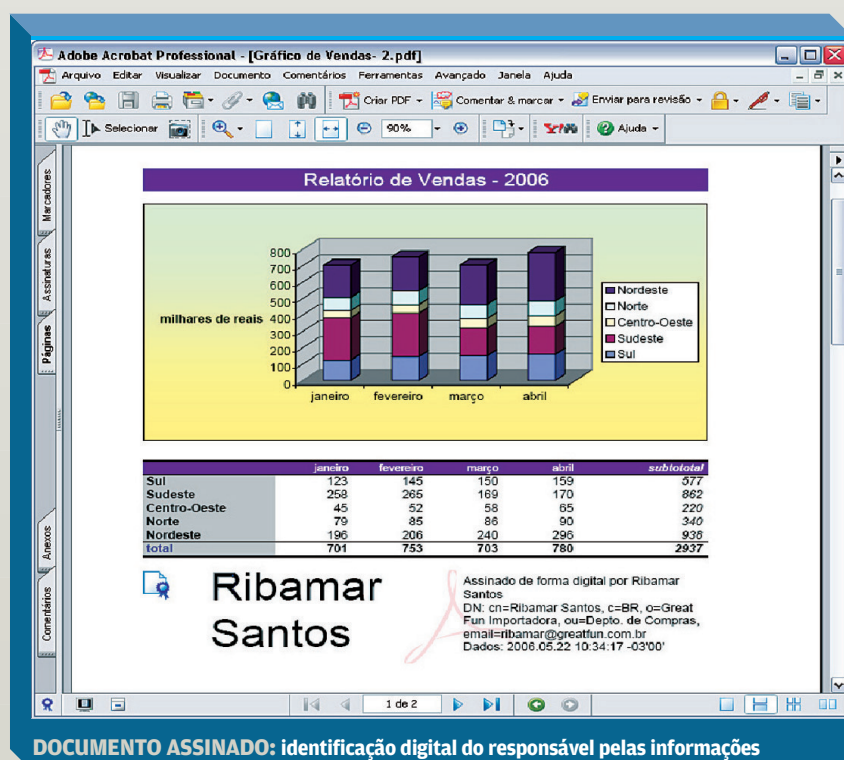 Adobe Acrobat Professional - [Gráfico de Vendas- 2.pdf]
Arquivo Editar Visualizar Documento Comentários Ferramentas Avançado Janela Ajuda
Criar PDF Comentar & marcar Enviar para revisão
Selecionar 90% Ajuda
Marcadores
Assinaturas
Páginas
Anexos
Comentários
Relatório de Vendas - 2006
800
700
600
500
400
300
200
100
0
milhares de reais
janeiro fevereiro março abril
Nordeste
Norte
Centro-Oeste
Sudeste
Sul
janeiro fevereiro março abril subtototal
Sul 123 145 150 159 577
Sudeste 258 265 169 170 862
Centro-Oeste 45 52 58 65 220
Norte 79 85 86 90 340
Nordeste 196 206 240 296 938
total 701 753 703 780 2937
Ribamar
Santos
Assinado de forma digital por Ribamar
Santos
DN: cn=Ribamar Santos, c=BR, o=Great
Fun Importadora, ou=Depto. de Compras,
email=ribamar@greatfun.com.br
Dados: 2006.05.22 10:34:17 -03'00'
1 de 2
DOCUMENTO ASSINADO: identificação digital do responsável pelas informações